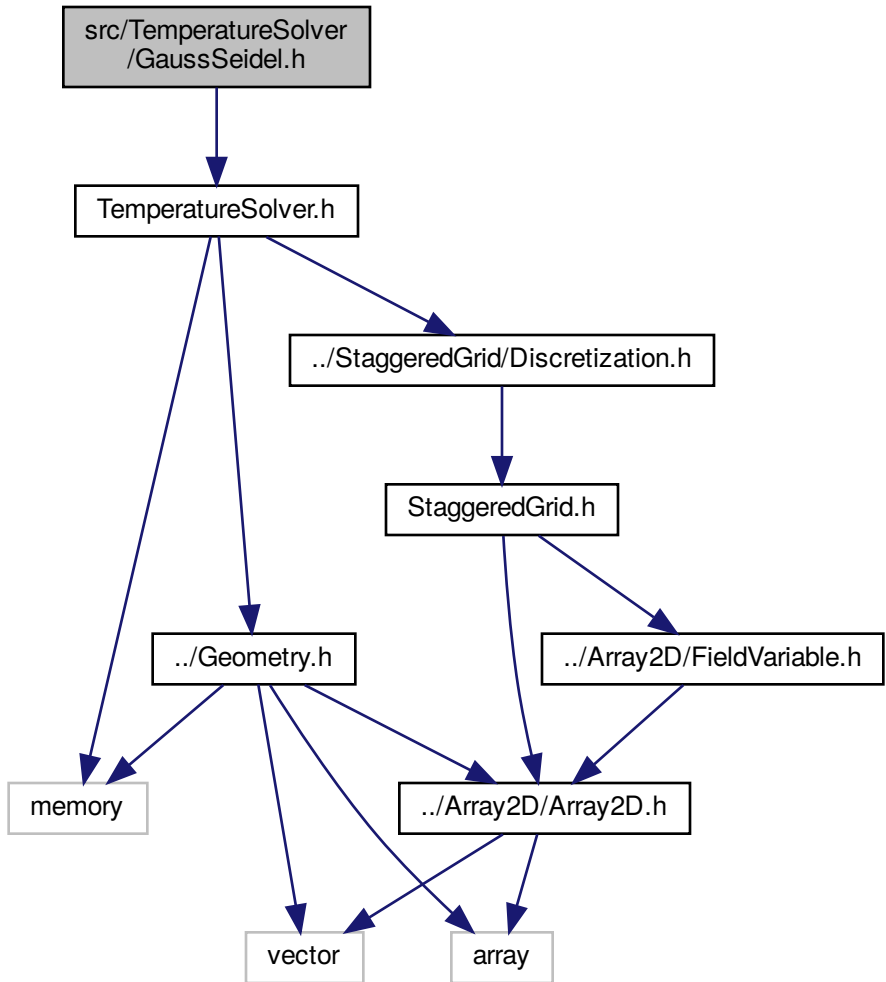 src/TemperatureSolver
/GaussSeidel.h
TemperatureSolver.h
../StaggeredGrid/Discretization.h
StaggeredGrid.h
../Geometry.h
../Array2D/FieldVariable.h
memory
../Array2D/Array2D.h
vector
array